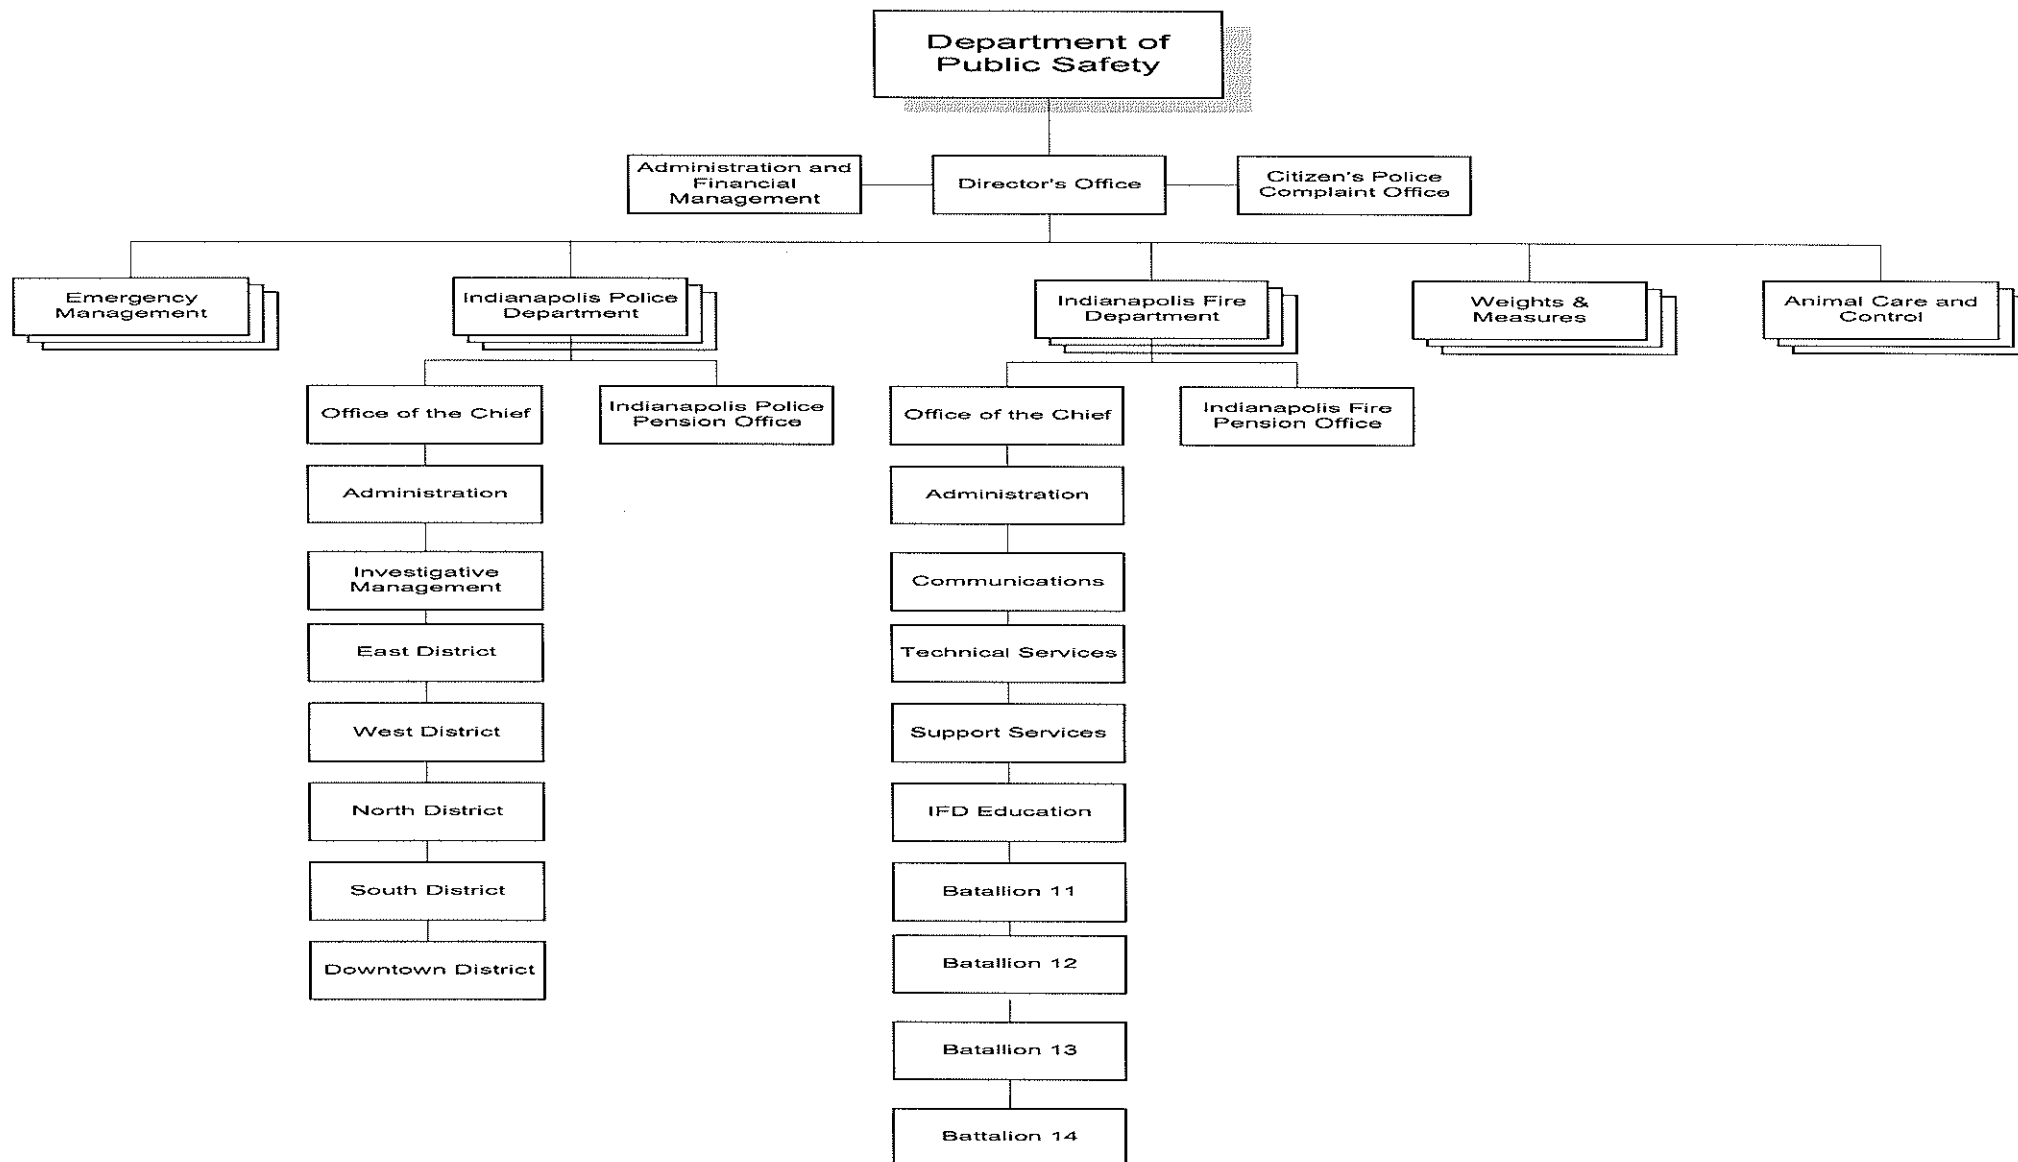 Department of
Public Safety
Administration and
Financial
Management
Director's Office
Citizen's Police
Complaint Office
Emergency
Management
Indianapolis Police
Department
Indianapolis Fire
Department
Weights &
Measures
Animal Care and
Control
Office of the Chief
Indianapolis Police
Pension Office
Office of the Chief
Indianapolis Fire
Pension Office
Administration
Administration
Investigative
Management
Communications
East District
Technical Services
West District
Support Services
North District
IFD Education
South District
Batallion 11
Downtown District
Batallion 12
Batallion 13
Battalion 14